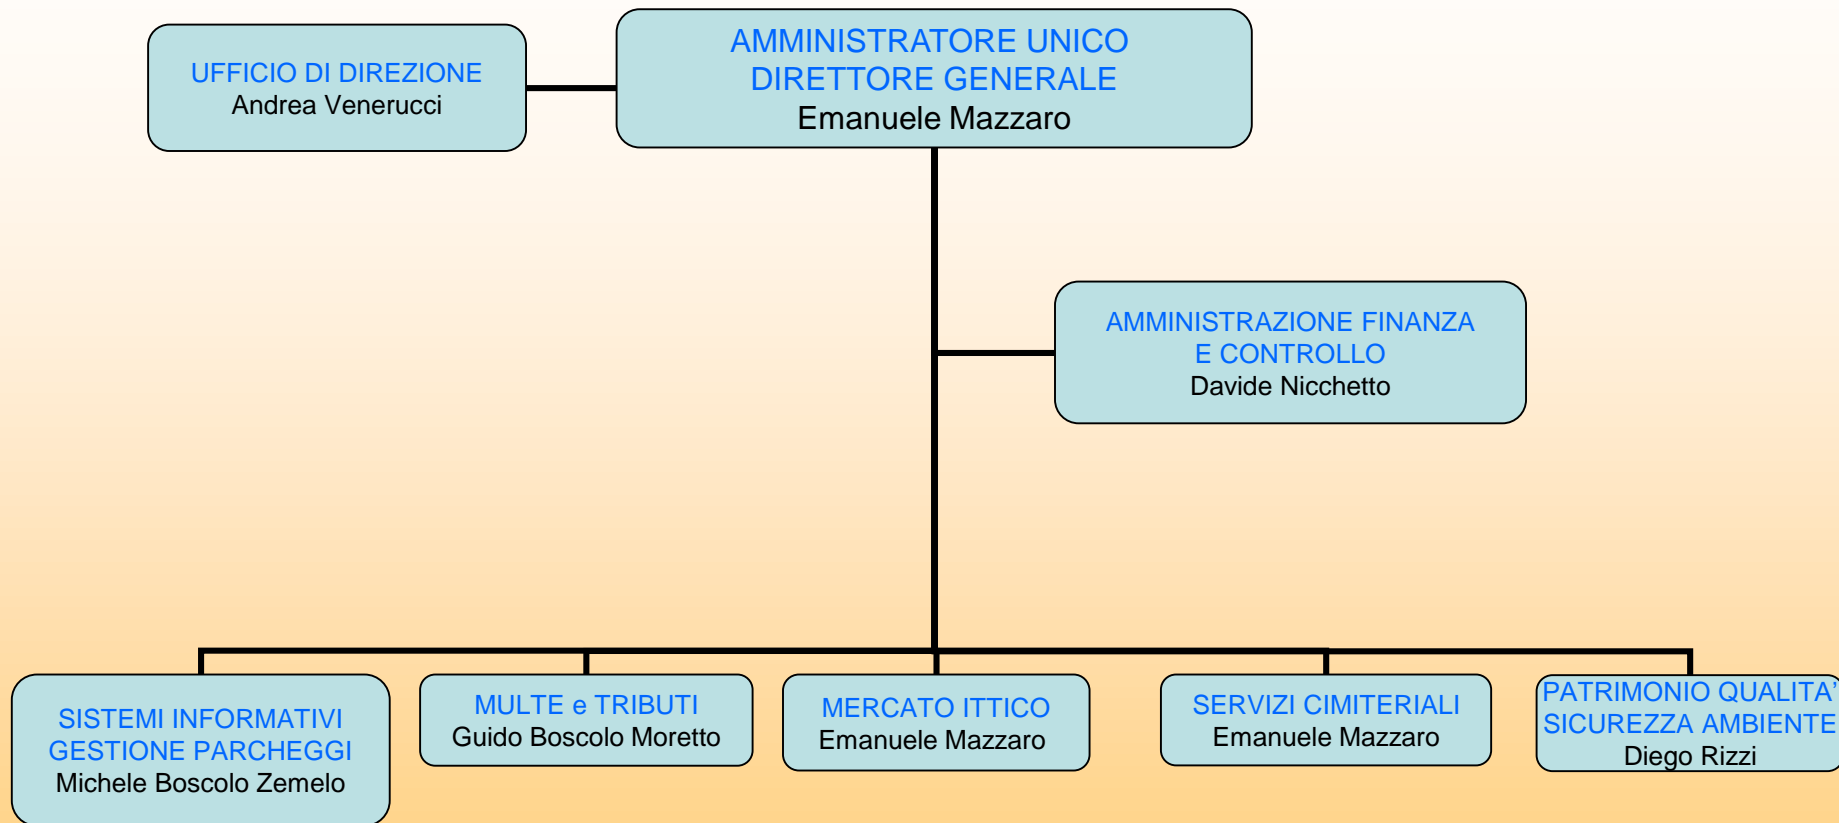 UFFICIO DI DIREZIONE
Andrea Venerucci
AMMINISTRATORE UNICO
DIRETTORE GENERALE
Emanuele Mazzaro
AMMINISTRAZIONE FINANZA
E CONTROLLO
Davide Nicchetto
SISTEMI INFORMATIVI
GESTIONE PARCHEGGI
Michele Boscolo Zemelo
MULTE e TRIBUTI
Guido Boscolo Moretto
MERCATO ITTICO
Emanuele Mazzaro
SERVIZI CIMITERIALI
Emanuele Mazzaro
PATRIMONIO QUALITA’
SICUREZZA AMBIENTE
Diego Rizzi